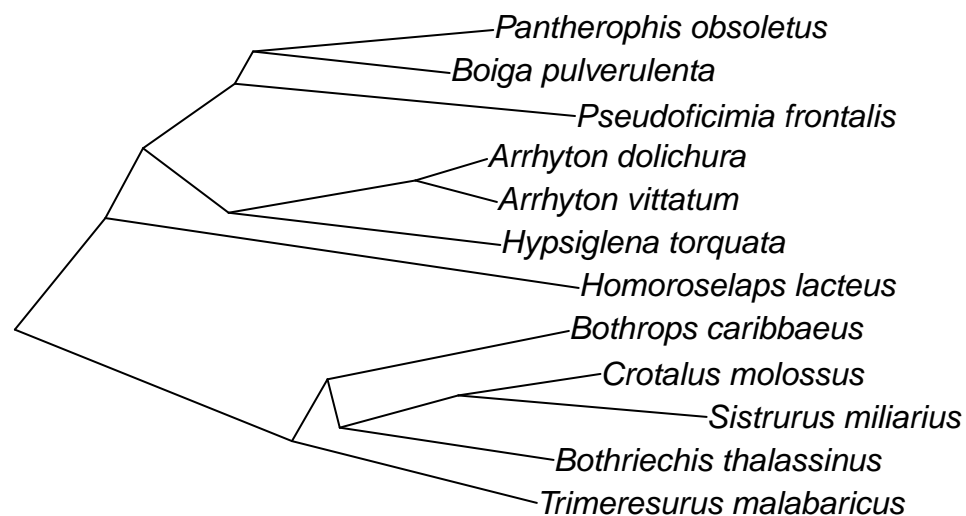 Pantherophis obsoletus
Boiga pulverulenta
Pseudoficimia frontalis
Arrhyton dolichura
Arrhyton vittatum
Hypsiglena torquata
Homoroselaps lacteus
Bothrops caribbaeus
Crotalus molossus
Sistrurus miliarius
Bothriechis thalassinus
Trimeresurus malabaricus